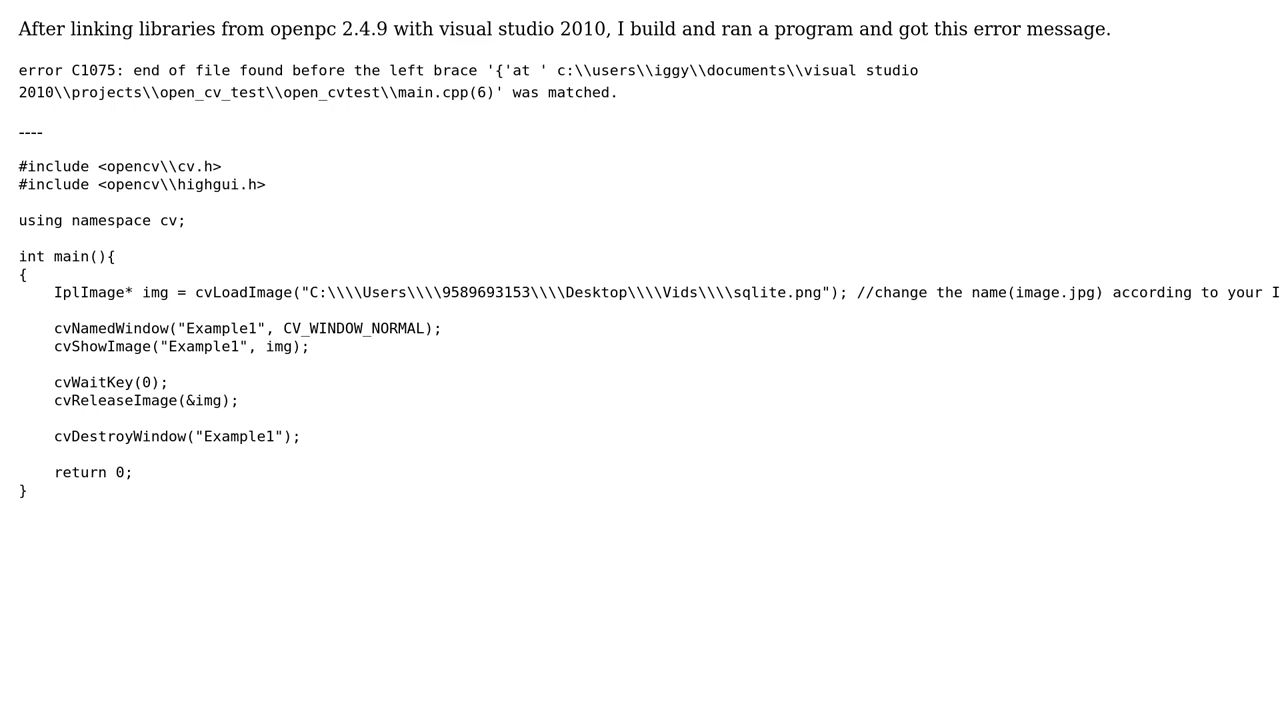 After linking libraries from openpc 2.4.9 with visual studio 2010, I build and ran a program and got this error message.
error C1075: end of file found before the left brace '{'at ' c:\\users\\iggy\\documents\\visual studio
2010\\projects\\open_cv_test\\open_cvtest\\main.cpp(6)' was matched.
----
#include <opencv\\cv.h>
#include <opencv\\highgui.h>
using namespace cv;
int main(){
{
    IplImage* img = cvLoadImage("C:\\\\Users\\\\9589693153\\\\Desktop\\\\Vids\\\\sqlite.png"); //change the name(image.jpg) according to your I
    cvNamedWindow("Example1", CV_WINDOW_NORMAL);
    cvShowImage("Example1", img);
    cvWaitKey(0);
    cvReleaseImage(&img);
    cvDestroyWindow("Example1");
    return 0;
}